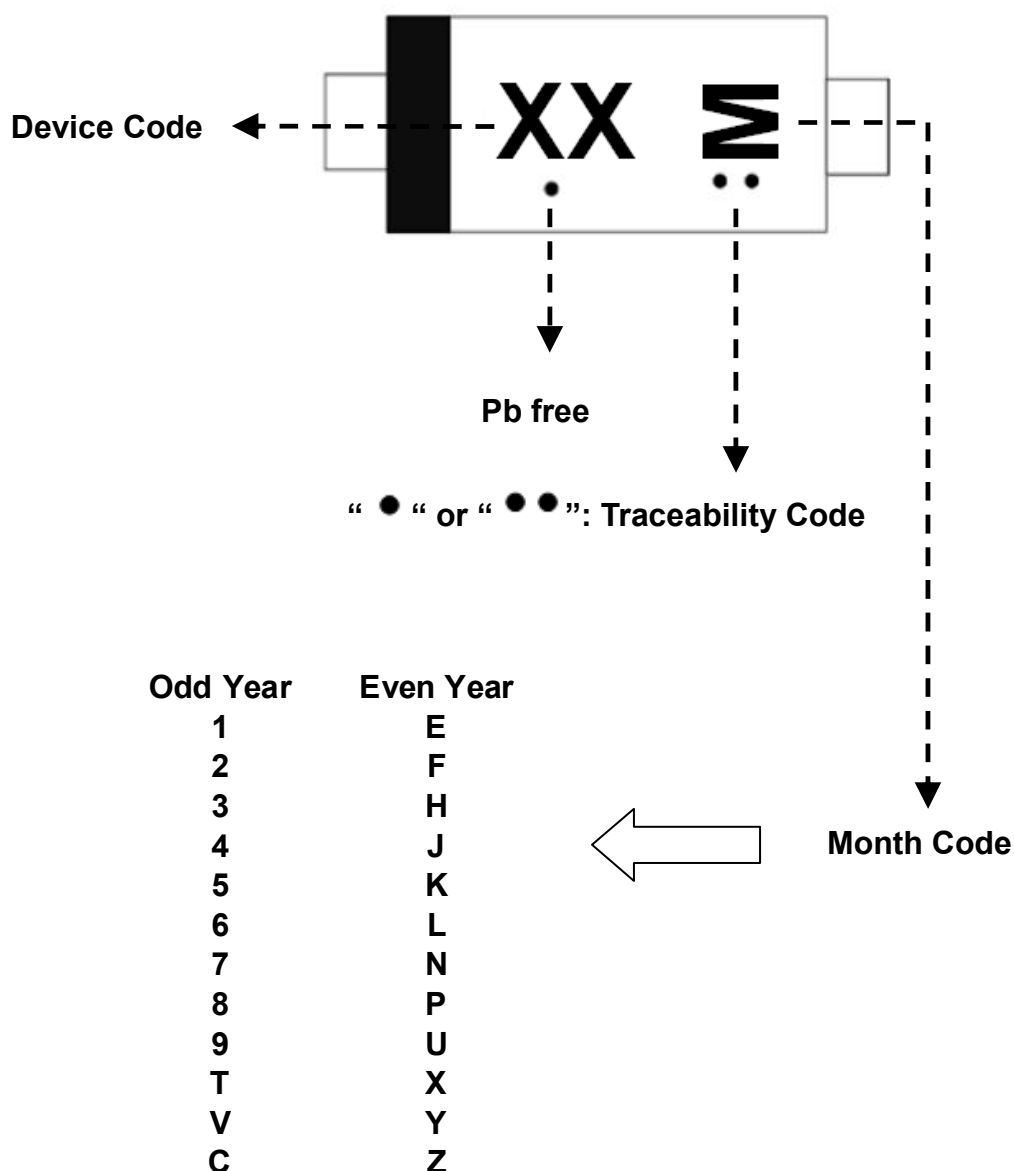 XX M
Device Code
Pb free
“ • “ or “ • • ”: Traceability Code
Odd Year Even Year
1 E
2 F
3 H
4 J
Month Code
5 K
6 L
7 N
8 P
9 U
T X
V Y
C Z